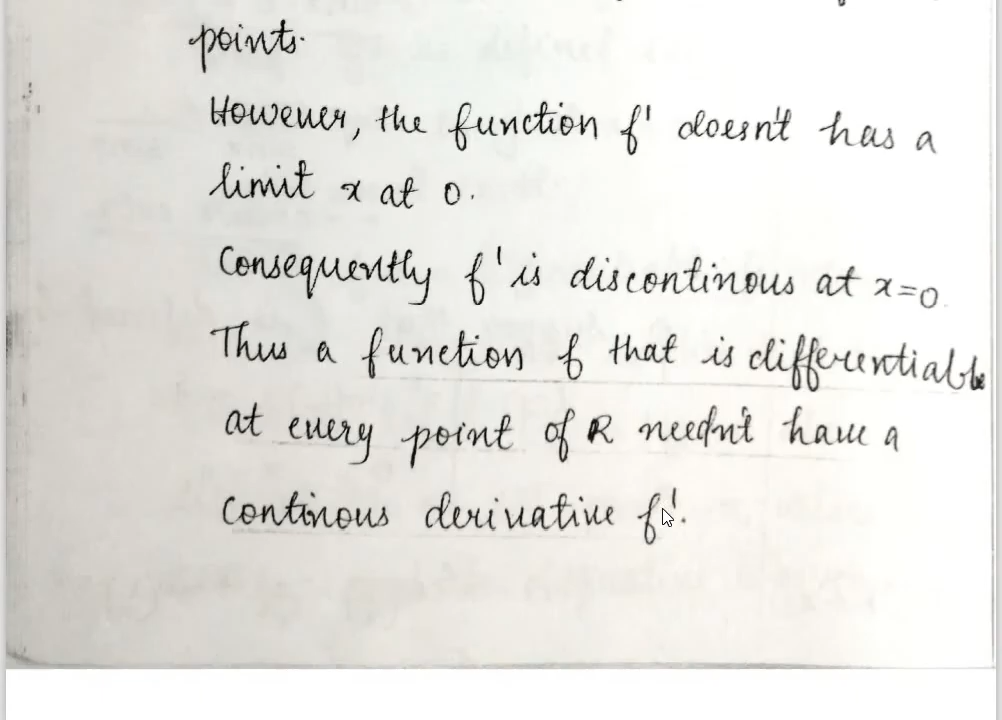 points.
However, the function f' doesn't has a
limit x at 0.
Consequently f' is discontinous at x=0.
Thus a function f that is differentiable
at every point of R needn't have a
continous derivative f'.